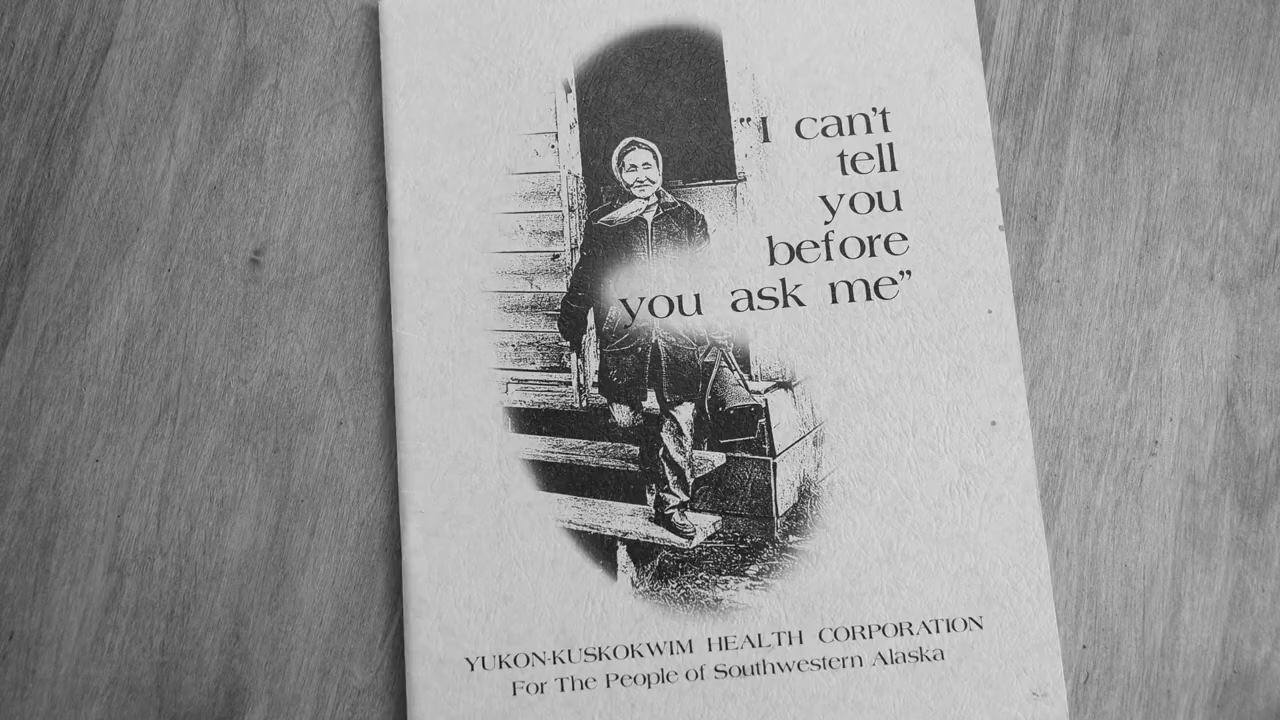 "I can't
tell
you
before
you ask me"
YUKON-KUSKOKWIM HEALTH CORPORATION
For The People of Southwestern Alaska